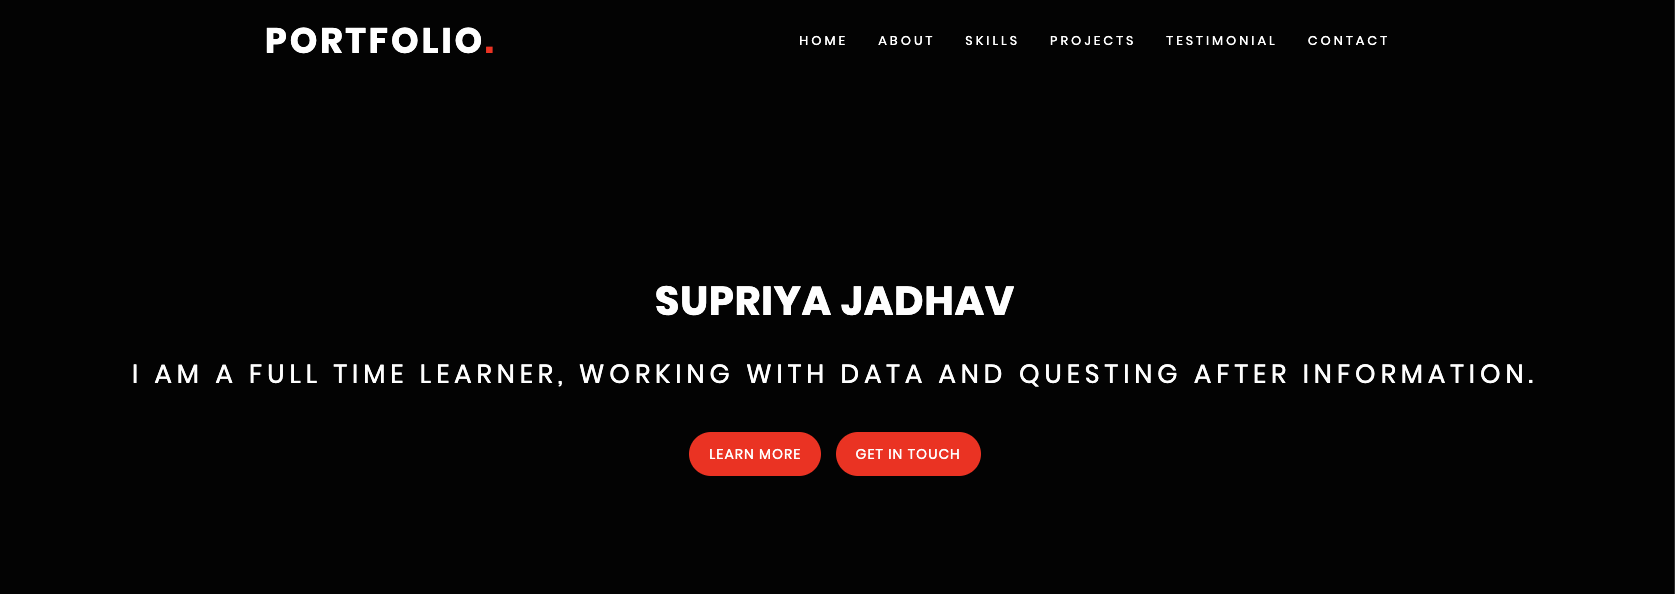 PORTFOLIO.
HOME ABOUT SKILLS PROJECTS TESTIMONIAL CONTACT
SUPRIYA JADHAV
I AM A FULL TIME LEARNER, WORKING WITH DATA AND QUESTING AFTER INFORMATION.
LEARN MORE GET IN TOUCH